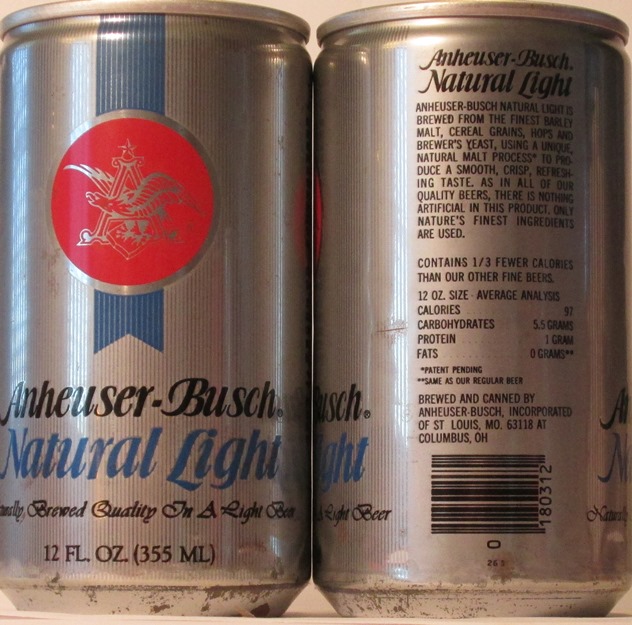 Anheuser-Busch®
Natural Light
Brewed Quality In A Light Beer
12 FL. OZ. (355 ML)
Busch®
ght
A Light Beer
Anheuser-Busch.
Natural Light
ANHEUSER-BUSCH NATURAL LIGHT IS
BREWED FROM THE FINEST BARLEY
MALT, CEREAL GRAINS, HOPS AND
BREWER'S YEAST, USING A UNIQUE,
NATURAL MALT PROCESS* TO PRO-
DUCE A SMOOTH, CRISP, REFRESH-
ING TASTE. AS IN ALL OF OUR
QUALITY BEERS, THERE IS NOTHING
ARTIFICIAL IN THIS PRODUCT. ONLY
NATURE'S FINEST INGREDIENTS
ARE USED.
CONTAINS 1/3 FEWER CALORIES
THAN OUR OTHER FINE BEERS.
12 OZ. SIZE - AVERAGE ANALYSIS
CALORIES 97
CARBOHYDRATES 5.5 GRAMS
PROTEIN 1 GRAM
FATS 0 GRAMS**
*PATENT PENDING
**SAME AS OUR REGULAR BEER
BREWED AND CANNED BY
ANHEUSER-BUSCH, INCORPORATED
OF ST LOUIS, MO. 63118 AT
COLUMBUS, OH
180312
0